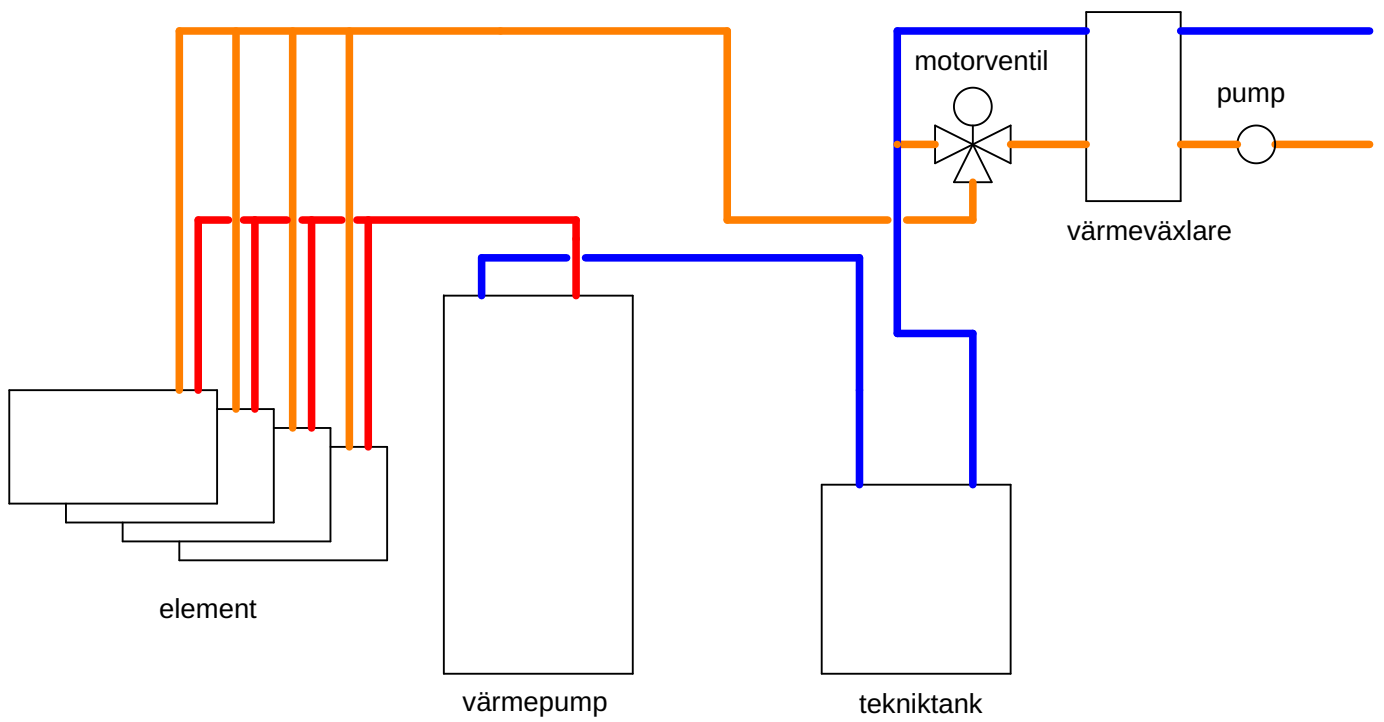 motorventil
pump
värmeväxlare
element
värmepump
tekniktank